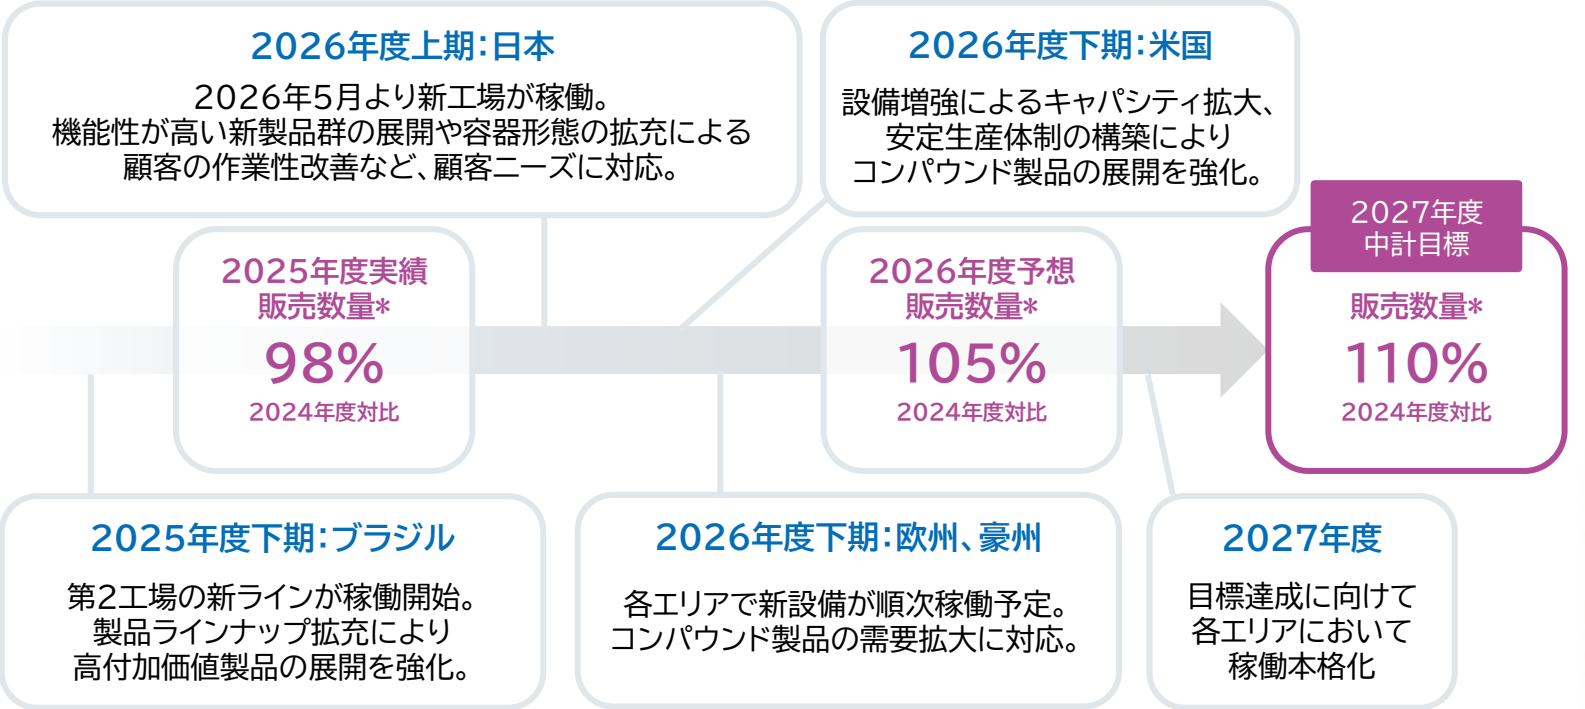 2026年度上期：日本
2026年5月より新工場が稼働。
機能性が高い新製品群の展開や容器形態の拡充による
顧客の作業性改善など、顧客ニーズに対応。
2026年度下期：米国
設備増強によるキャパシティ拡大、
安定生産体制の構築により
コンパウンド製品の展開を強化。
2025年度実績
販売数量*
98%
2024年度対比
2026年度予想
販売数量*
105%
2024年度対比
2027年度
中計目標
販売数量*
110%
2024年度対比
2025年度下期：ブラジル
第2工場の新ラインが稼働開始。
製品ラインナップ拡充により
高付加価値製品の展開を強化。
2026年度下期：欧州、豪州
各エリアで新設備が順次稼働予定。
コンパウンド製品の需要拡大に対応。
2027年度
目標達成に向けて
各エリアにおいて
稼働本格化